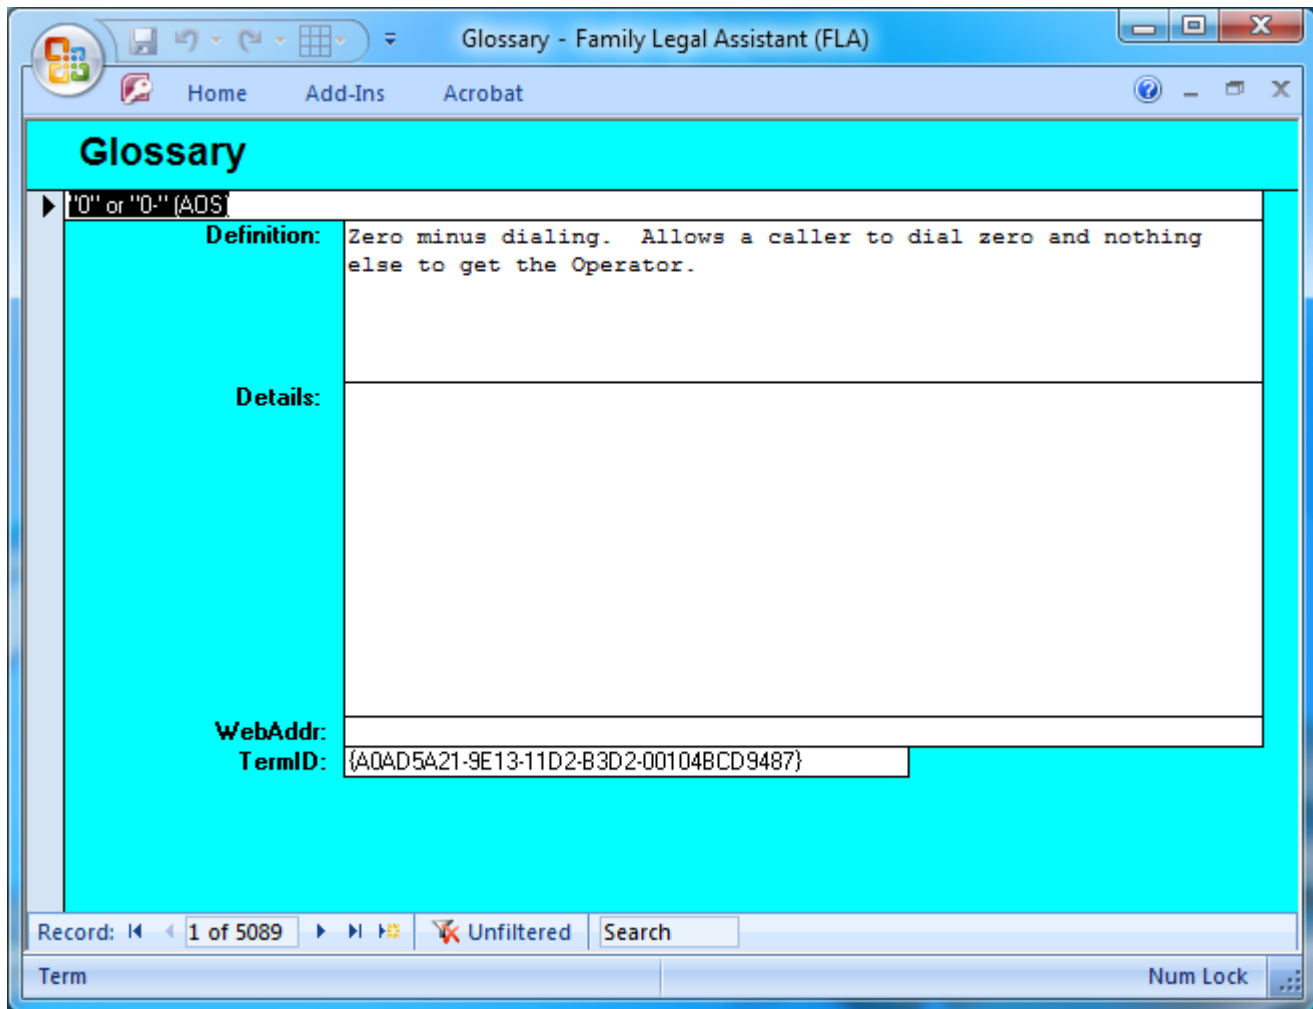 Glossary - Family Legal Assistant (FLA)
Home Add-Ins Acrobat
Glossary
"0" or "0-" (AOS)
Definition: Zero minus dialing.  Allows a caller to dial zero and nothing
else to get the Operator.
Details:
WebAddr:
TermID: {A0AD5A21-9E13-11D2-B3D2-00104BCD9487}
Record: 1 of 5089 Unfiltered Search
Term Num Lock